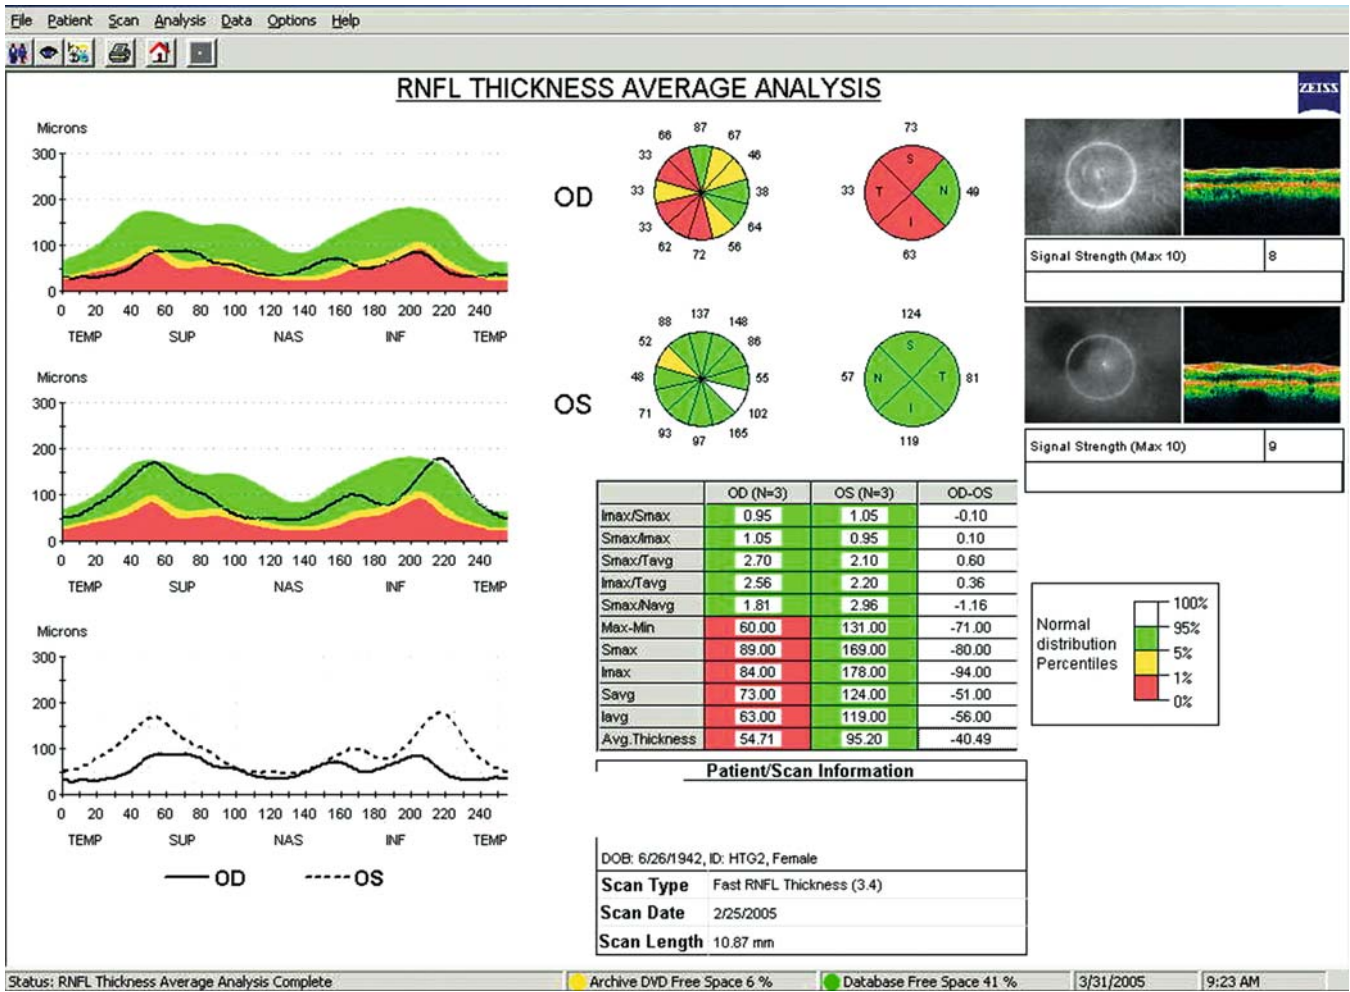 File Patient Scan Analysis Data Options Help
RNFL THICKNESS AVERAGE ANALYSIS
ZEISS
Microns
300
200
100
0
0 20 40 60 80 100 120 140 160 180 200 220 240
TEMP SUP NAS INF TEMP
OD
87
66 67
33 46
33 38
33 64
62 56
72
73
S
33 T N 49
I
63
Signal Strength (Max 10) 8
Microns
300
200
100
0
0 20 40 60 80 100 120 140 160 180 200 220 240
TEMP SUP NAS INF TEMP
OS
137
88 148
52 86
48 55
71 102
93 165
97
124
S
57 N T 81
I
119
Signal Strength (Max 10) 9
Microns
300
200
100
0
0 20 40 60 80 100 120 140 160 180 200 220 240
TEMP SUP NAS INF TEMP
OD OS
OD (N=3) OS (N=3) OD-OS
Imax/Smax 0.95 1.05 -0.10
Smax/Imax 1.05 0.95 0.10
Smax/Tavg 2.70 2.10 0.60
Imax/Tavg 2.56 2.20 0.36
Smax/Navg 1.81 2.96 -1.16
Max-Min 60.00 131.00 -71.00
Smax 89.00 169.00 -80.00
Imax 84.00 178.00 -94.00
Savg 73.00 124.00 -51.00
Iavg 63.00 119.00 -56.00
Avg.Thickness 54.71 95.20 -40.49
Normal
distribution
Percentiles
100%
95%
5%
1%
0%
Patient/Scan Information
DOB: 6/26/1942, ID: HTG2, Female
Scan Type Fast RNFL Thickness (3.4)
Scan Date 2/25/2005
Scan Length 10.87 mm
Status: RNFL Thickness Average Analysis Complete Archive DVD Free Space 6 % Database Free Space 41 % 3/31/2005 9:23 AM